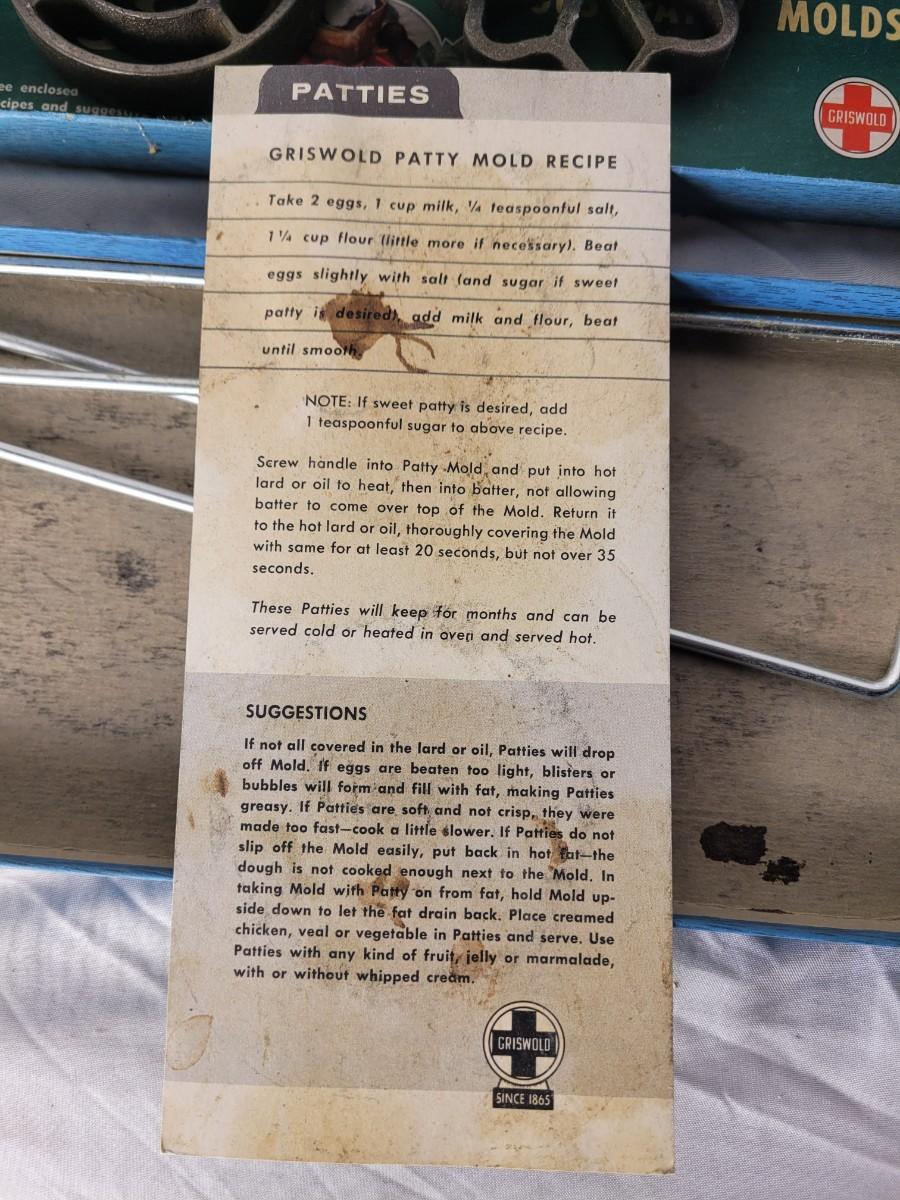 MOLDS
GRISWOLD
ee enclosed
cipes and suggest
PATTIES
GRISWOLD PATTY MOLD RECIPE
Take 2 eggs, 1 cup milk, ¼ teaspoonful salt,
1¼ cup flour (little more if necessary). Beat
eggs slightly with salt (and sugar if sweet
patty is desired), add milk and flour, beat
until smooth.
NOTE: If sweet patty is desired, add
1 teaspoonful sugar to above recipe.
Screw handle into Patty Mold and put into hot
lard or oil to heat, then into batter, not allowing
batter to come over top of the Mold. Return it
to the hot lard or oil, thoroughly covering the Mold
with same for at least 20 seconds, but not over 35
seconds.
These Patties will keep for months and can be
served cold or heated in oven and served hot.
SUGGESTIONS
If not all covered in the lard or oil, Patties will drop
off Mold. If eggs are beaten too light, blisters or
bubbles will form and fill with fat, making Patties
greasy. If Patties are soft and not crisp, they were
made too fast—cook a little slower. If Patties do not
slip off the Mold easily, put back in hot fat—the
dough is not cooked enough next to the Mold. In
taking Mold with Patty on from fat, hold Mold up-
side down to let the fat drain back. Place creamed
chicken, veal or vegetable in Patties and serve. Use
Patties with any kind of fruit, jelly or marmalade,
with or without whipped cream.
GRISWOLD
SINCE 1865